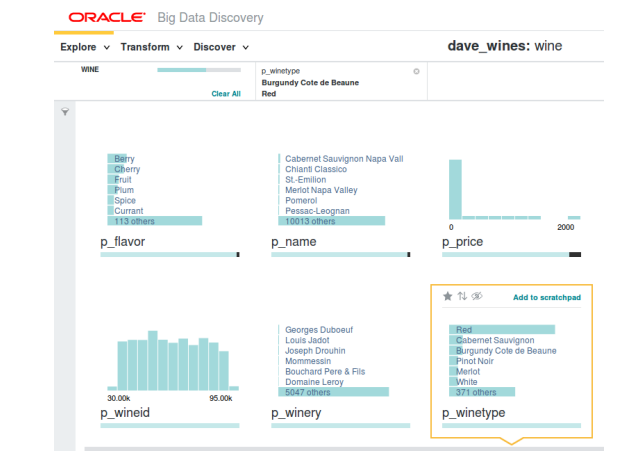 ORACLE Big Data Discovery
Explore Transform Discover dave_wines: wine
WINE
Clear All
p_winetype
Burgundy Cote de Beaune
Red
Berry
Cherry
Fruit
Plum
Spice
Currant
113 others
p_flavor
Cabernet Sauvignon Napa Vall
Chianti Classico
St.-Emilion
Merlot Napa Valley
Pomerol
Pessac-Leognan
10013 others
p_name
0 2000
p_price
30.00k 95.00k
p_wineid
Georges Duboeuf
Louis Jadot
Joseph Drouhin
Mommessin
Bouchard Pere & Fils
Domaine Leroy
5047 others
p_winery
Add to scratchpad
Red
Cabernet Sauvignon
Burgundy Cote de Beaune
Pinot Noir
Merlot
White
371 others
p_winetype